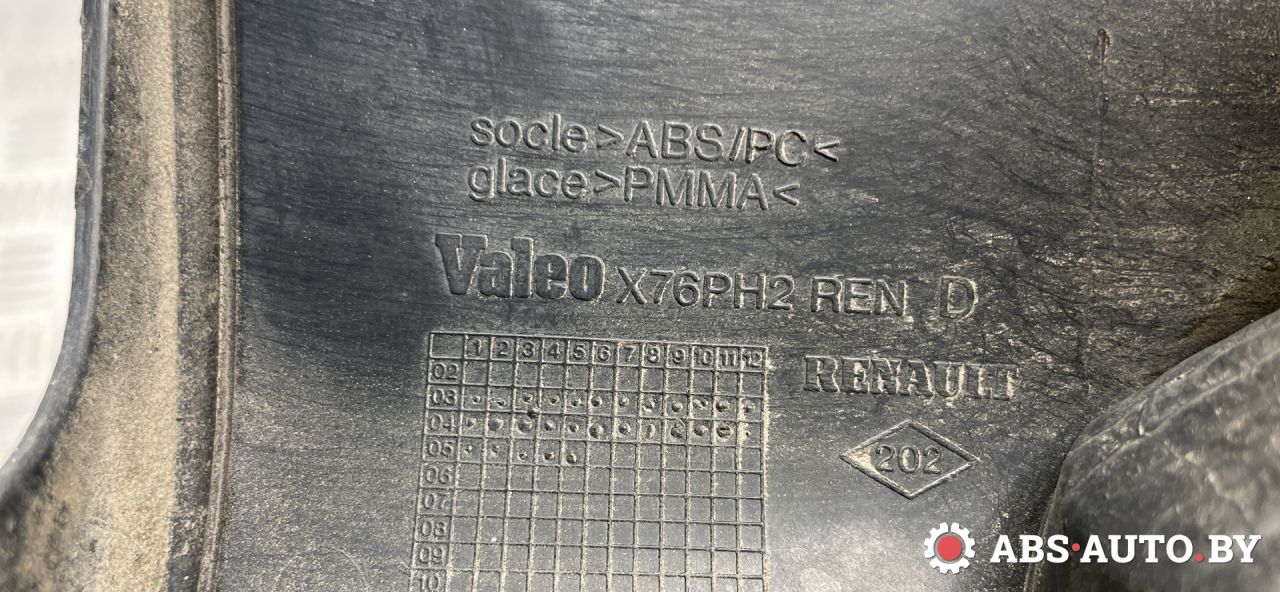 socle>ABS/PC<
glace>PMMA<
Valeo X76PH2 REN D
1 2 3 4 5 6 7 8 9 10 11 12
02
03
04
05
06
07
08
09
10
RENAULT
202
ABS·AUTO.BY